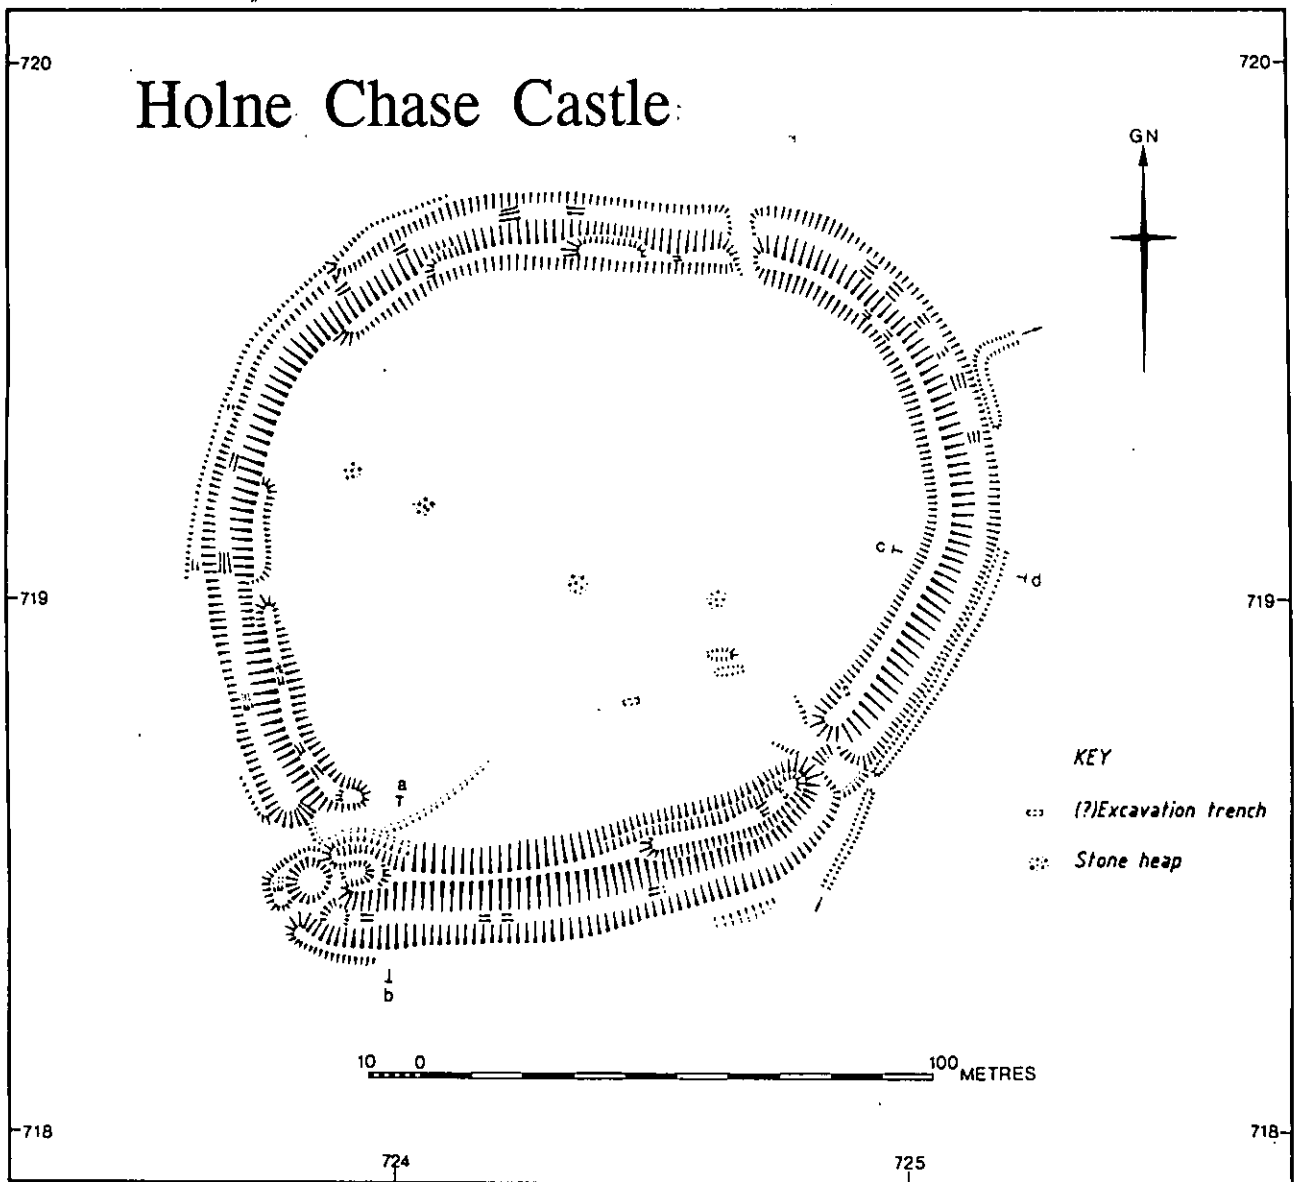 720 720
Holne Chase Castle
GN
c
d
719 719
KEY
a
(?)Excavation trench
Stone heap
b
10 0 100 METRES
718 718
724 725